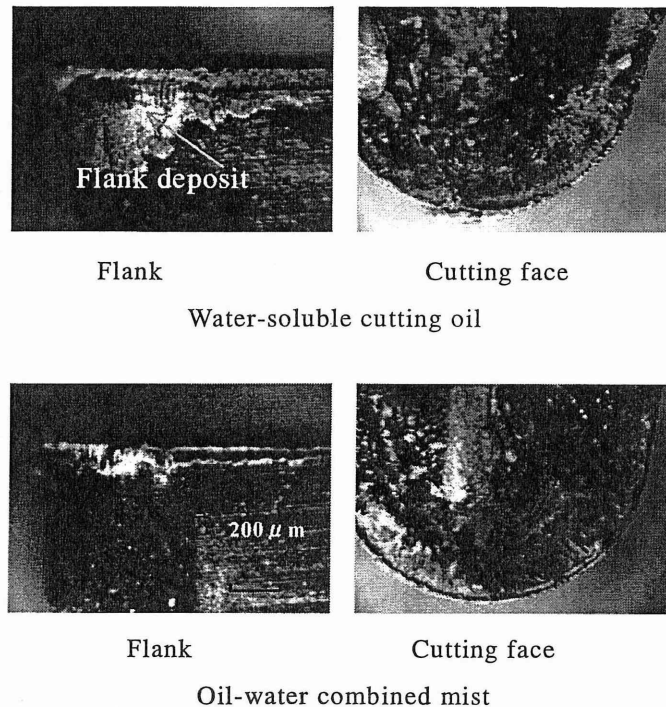 Flank deposit
Flank Cutting face
Water-soluble cutting oil
200 μ m
Flank Cutting face
Oil-water combined mist